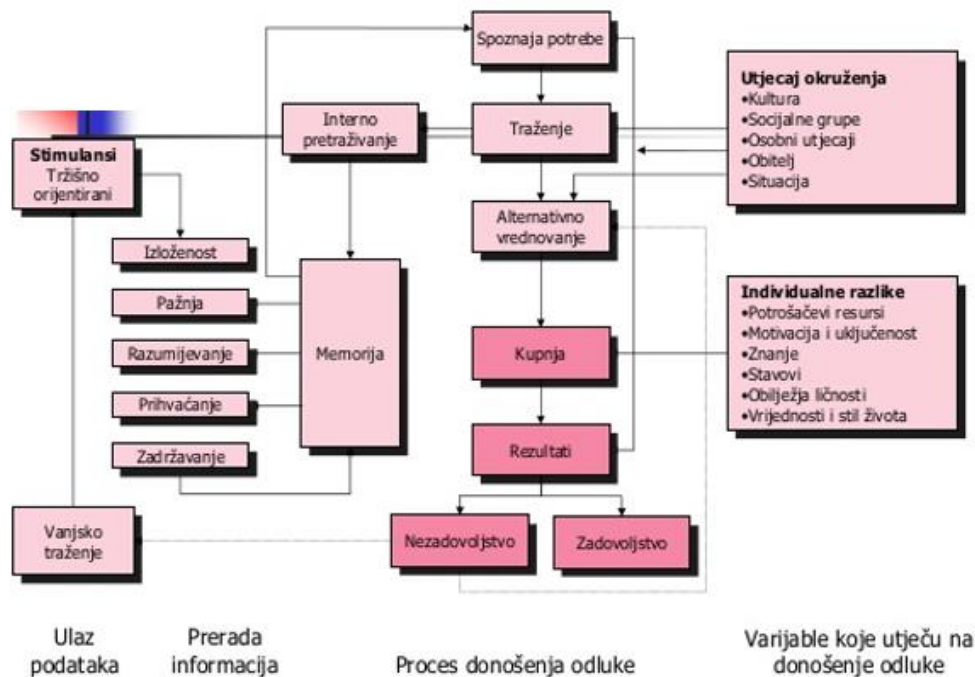 Spoznaja potrebe
Utjecaj okruženja
•Kultura
•Socijalne grupe
•Osobni utjecaji
•Obitelj
•Situacija
Interno
pretraživanje
Traženje
Stimulansi
Tržišno
orijentirani
Alternativno
vrednovanje
Izloženost
Pažnja
Razumijevanje
Prihvaćanje
Zadržavanje
Memorija
Individualne razlike
•Potrošačevi resursi
•Motivacija i uključenost
•Znanje
•Stavovi
•Obilježja ličnosti
•Vrijednosti i stil života
Kupnja
Rezultati
Vanjsko
traženje
Nezadovoljstvo
Zadovoljstvo
Ulaz
podataka
Prerada
informacija
Proces donošenja odluke
Varijable koje utječu na
donošenje odluke